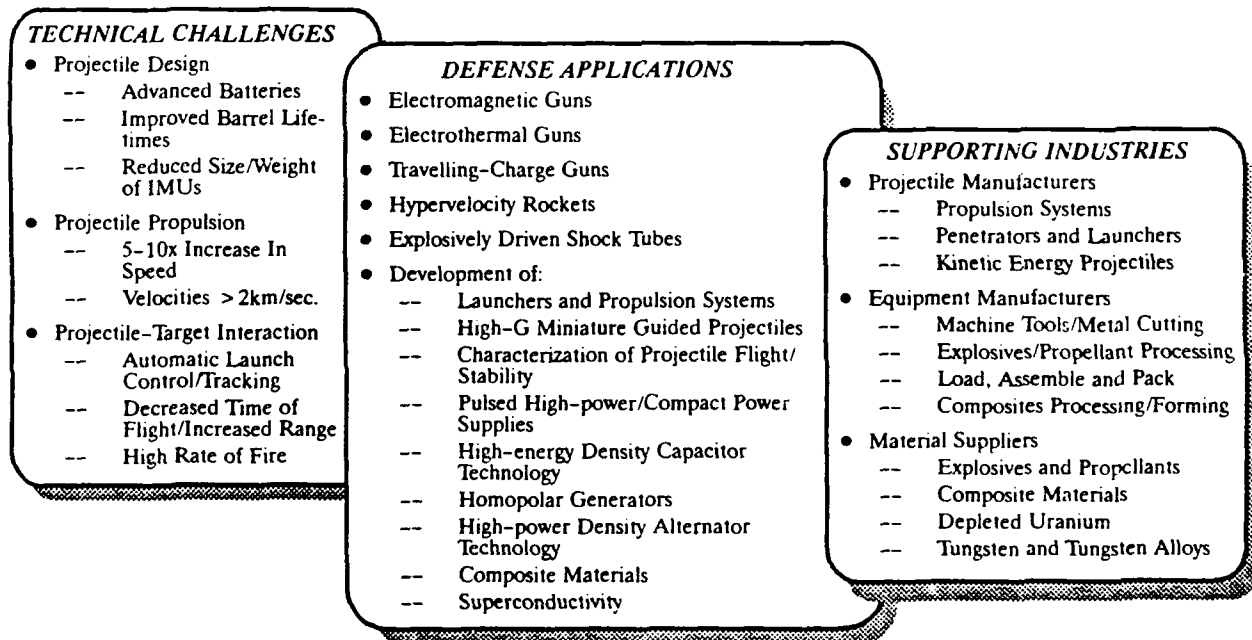 TECHNICAL CHALLENGES
● Projectile Design
-- Advanced Batteries
-- Improved Barrel Life-
times
-- Reduced Size/Weight
of IMUs
● Projectile Propulsion
-- 5-10x Increase In
Speed
-- Velocities > 2km/sec.
● Projectile-Target Interaction
-- Automatic Launch
Control/Tracking
-- Decreased Time of
Flight/Increased Range
-- High Rate of Fire
DEFENSE APPLICATIONS
● Electromagnetic Guns
● Electrothermal Guns
● Travelling-Charge Guns
● Hypervelocity Rockets
● Explosively Driven Shock Tubes
● Development of:
-- Launchers and Propulsion Systems
-- High-G Miniature Guided Projectiles
-- Characterization of Projectile Flight/
Stability
-- Pulsed High-power/Compact Power
Supplies
-- High-energy Density Capacitor
Technology
-- Homopolar Generators
-- High-power Density Alternator
Technology
-- Composite Materials
-- Superconductivity
SUPPORTING INDUSTRIES
● Projectile Manufacturers
-- Propulsion Systems
-- Penetrators and Launchers
-- Kinetic Energy Projectiles
● Equipment Manufacturers
-- Machine Tools/Metal Cutting
-- Explosives/Propellant Processing
-- Load, Assemble and Pack
-- Composites Processing/Forming
● Material Suppliers
-- Explosives and Propellants
-- Composite Materials
-- Depleted Uranium
-- Tungsten and Tungsten Alloys